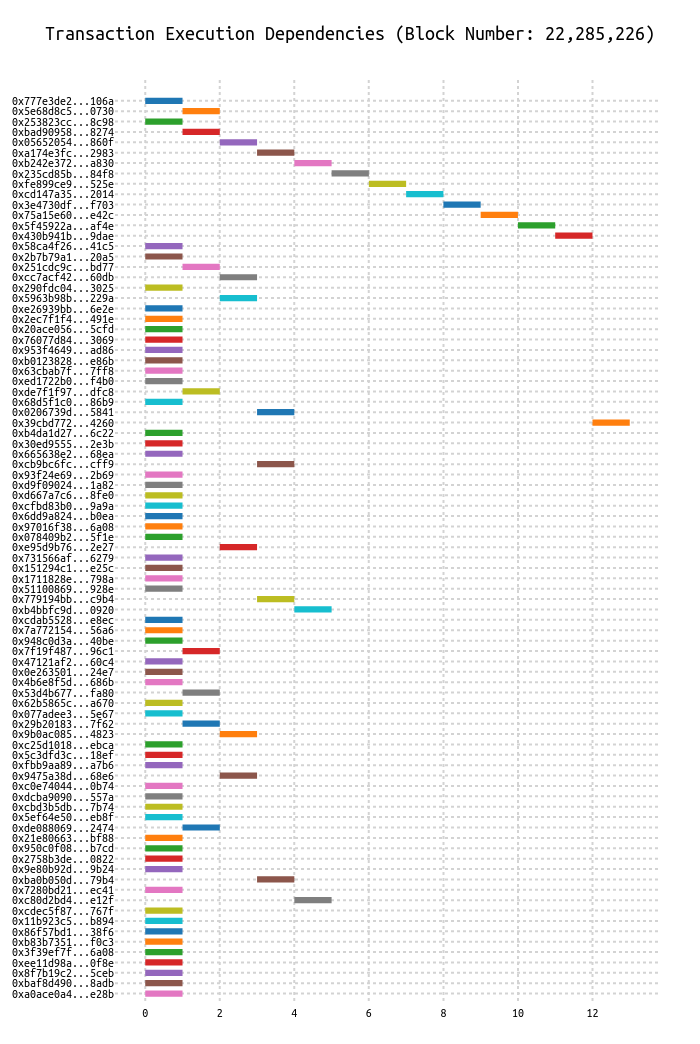 Transaction Execution Dependencies (Block Number: 22,285,226)
0x777e3de2...106a
0x5e68d8c5...0730
0x253823cc...8c98
0xbad90958...8274
0x05652054...860f
0xa174e3fc...2983
0xb242e372...a830
0x235cd85b...84f8
0xfe899ce9...525e
0xcd147a35...2014
0x3e4730df...f703
0x75a15e60...e42c
0x5f45922a...af4e
0x430b941b...9dae
0x58ca4f26...41c5
0x2b7b79a1...20a5
0x251cdc9c...bd77
0xcc7acf42...60db
0x290fdc04...3025
0x5963b98b...229a
0xe26939bb...6e2e
0x2ec7f1f4...491e
0x20ace056...5cfd
0x76077d84...3069
0x953f4649...ad86
0xb0123828...e86b
0x63cbab7f...7ff8
0xed1722b0...f4b0
0xde7f1f97...dfc8
0x68d5f1c0...86b9
0x0206739d...5841
0x39cbd772...4260
0xb4da1d27...6c22
0x30ed9555...2e3b
0x665638e2...68ea
0xcb9bc6fc...cff9
0x93f24e69...2b69
0xd9f09024...1a82
0xd667a7c6...8fe0
0xcfbd83b0...9a9a
0x6dd9a824...b0ea
0x97016f38...6a08
0x078409b2...5f1e
0xe95d9b76...2e27
0x731566af...6279
0x151294c1...e25c
0x1711828e...798a
0x51100869...928e
0x779194bb...c9b4
0xb4bbfc9d...0920
0xcdab5528...e8ec
0x7a772154...56a6
0x948c0d3a...40be
0x7f19f487...96c1
0x47121af2...60c4
0x0e263501...24e7
0x4b6e8f5d...686b
0x53d4b677...fa80
0x62b5865c...a670
0x077adee3...5e67
0x29b20183...7f62
0x9b0ac085...4823
0xc25d1018...ebca
0x5c3dfd3c...18ef
0xfbb9aa89...a7b6
0x9475a38d...68e6
0xc0e74044...0b74
0xdcba9090...557a
0xcbd3b5db...7b74
0x5ef64e50...eb8f
0xde088069...2474
0x21e80663...bf88
0x950c0f08...b7cd
0x2758b3de...0822
0x9e80b92d...9b24
0xba0b050d...79b4
0x7280bd21...ec41
0xc80d2bd4...e12f
0xcdec5f87...767f
0x11b923c5...b894
0x86f57bd1...38f6
0xb83b7351...f0c3
0x3f39ef7f...6a08
0xee11d98a...0f8e
0x8f7b19c2...5ceb
0xbaf8d490...8adb
0xa0ace0a4...e28b
0 2 4 6 8 10 12